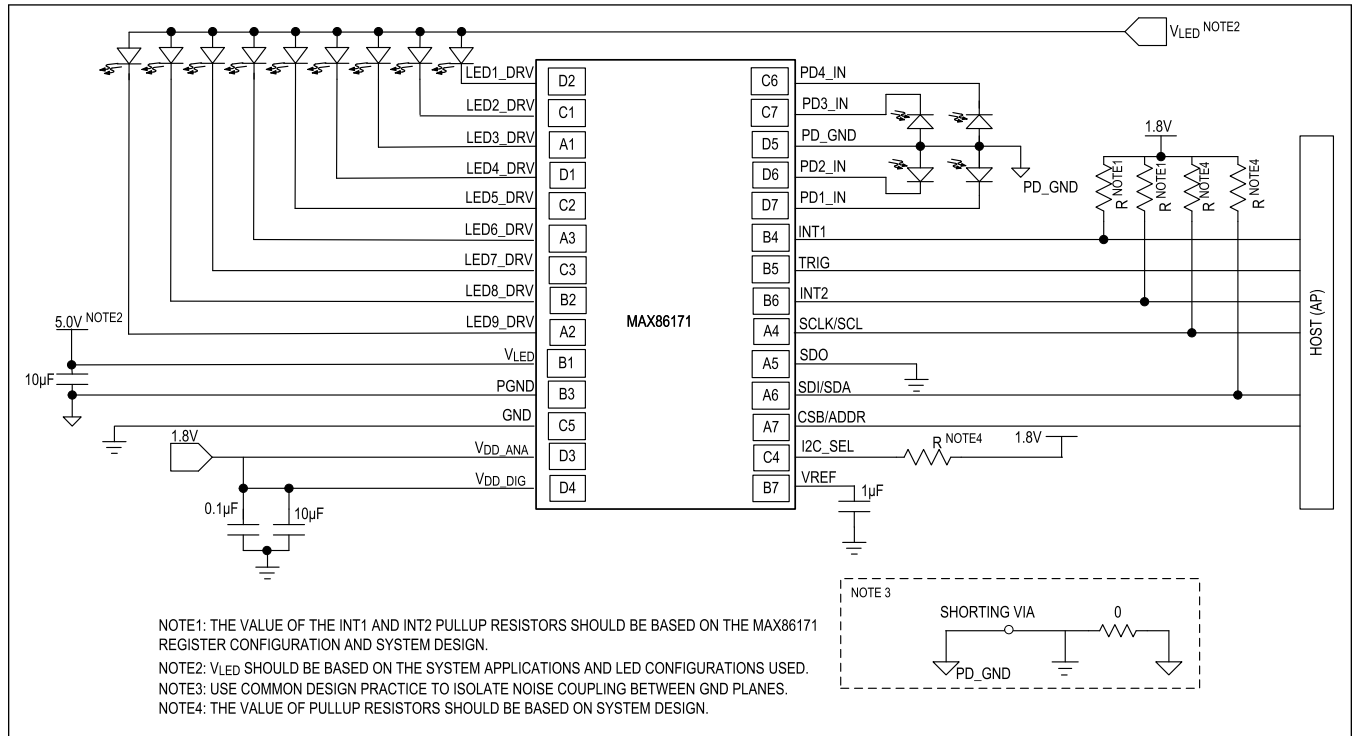 VLED NOTE2
LED1_DRV
D2
LED2_DRV
C1
LED3_DRV
A1
LED4_DRV
D1
LED5_DRV
C2
LED6_DRV
A3
LED7_DRV
C3
LED8_DRV
B2
LED9_DRV
A2
VLED
B1
PGND
B3
GND
C5
VDD_ANA
D3
VDD_DIG
D4
5.0V NOTE2
10µF
1.8V
0.1µF
10µF
MAX86171
C6
PD4_IN
C7
PD3_IN
D5
PD_GND
D6
PD2_IN
D7
PD1_IN
B4
INT1
B5
TRIG
B6
INT2
A4
SCLK/SCL
A5
SDO
A6
SDI/SDA
A7
CSB/ADDR
C4
I2C_SEL
B7
VREF
PD_GND
1.8V
R NOTE1
R NOTE1
R NOTE4
R NOTE4
HOST (AP)
R NOTE4
1.8V
1µF
NOTE 3
SHORTING VIA
0
PD_GND
NOTE1: THE VALUE OF THE INT1 AND INT2 PULLUP RESISTORS SHOULD BE BASED ON THE MAX86171
REGISTER CONFIGURATION AND SYSTEM DESIGN.
NOTE2: VLED SHOULD BE BASED ON THE SYSTEM APPLICATIONS AND LED CONFIGURATIONS USED.
NOTE3: USE COMMON DESIGN PRACTICE TO ISOLATE NOISE COUPLING BETWEEN GND PLANES.
NOTE4: THE VALUE OF PULLUP RESISTORS SHOULD BE BASED ON SYSTEM DESIGN.